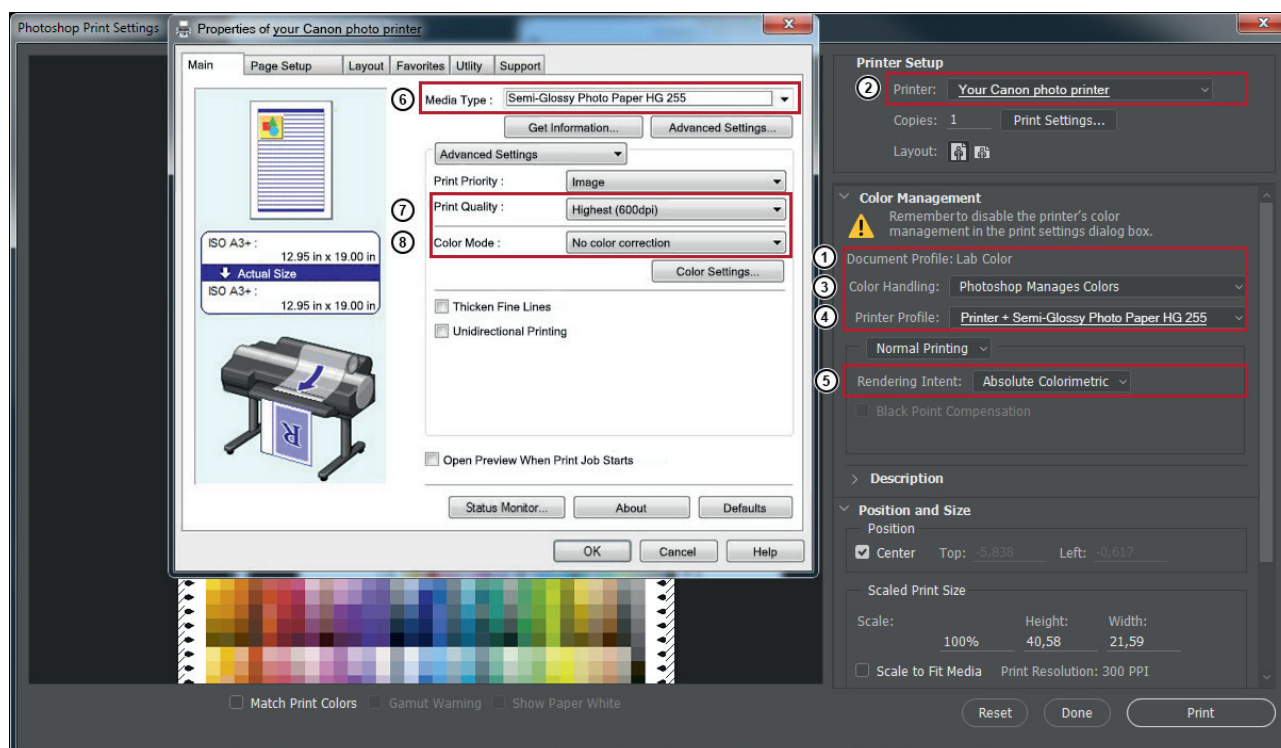 Photoshop Print Settings
Properties of your Canon photo printer
Main Page Setup Layout Favorites Utlity Support
6 Media Type : Semi-Glossy Photo Paper HG 255
Get Information... Advanced Settings...
Advanced Settings
Print Priority : Image
7 Print Quality : Highest (600dpi)
8 Color Mode : No color correction
Color Settings...
ISO A3+ :
12.95 in x 19.00 in
Actual Size
ISO A3+ :
12.95 in x 19.00 in
Thicken Fine Lines
Unidirectional Printing
R
Open Preview When Print Job Starts
Status Monitor... About Defaults
OK Cancel Help
Printer Setup
2 Printer: Your Canon photo printer
Copies: 1 Print Settings...
Layout:
Color Management
Remember to disable the printer's color
management in the print settings dialog box.
1 Document Profile: Lab Color
3 Color Handling: Photoshop Manages Colors
4 Printer Profile: Printer + Semi-Glossy Photo Paper HG 255
Normal Printing
5 Rendering Intent: Absolute Colorimetric
Black Point Compensation
Description
Position and Size
Position
Center Top: -5,838 Left: -0,617
Scaled Print Size
Scale: Height: Width:
100% 40,58 21,59
Scale to Fit Media Print Resolution: 300 PPI
Match Print Colors Gamut Warning Show Paper White
Reset Done Print